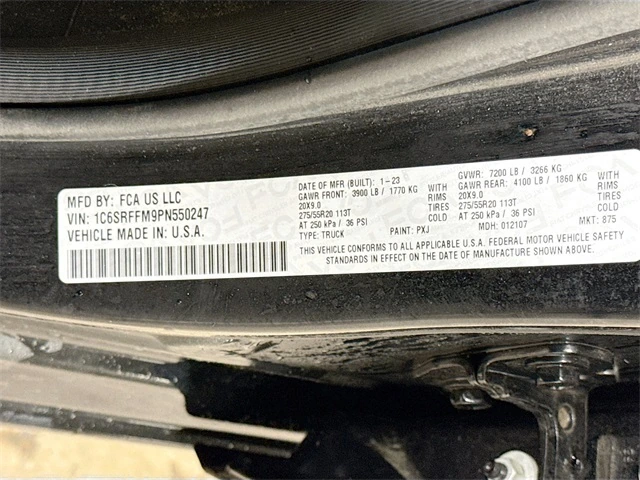 MFD BY: FCA US LLC
VIN: 1C6SRFFM9PN550247
VEHICLE MADE IN: U.S.A.
DATE OF MFR (BUILT): 1-23
GAWR FRONT: 3900 LB / 1770 KG WITH
20X9.0 TIRES
275/55R20 113T RIMS
AT 250 kPa / 36 PSI COLD
TYPE: TRUCK PAINT: PXJ
GVWR: 7200 LB / 3266 KG
GAWR REAR: 4100 LB / 1860 KG WITH
20X9.0 TIRES
275/55R20 113T RIMS
AT 250 kPa / 36 PSI COLD
MDH: 012107 MKT: 875
THIS VEHICLE CONFORMS TO ALL APPLICABLE U.S.A. FEDERAL MOTOR VEHICLE SAFETY
STANDARDS IN EFFECT ON THE DATE OF MANUFACTURE SHOWN ABOVE.